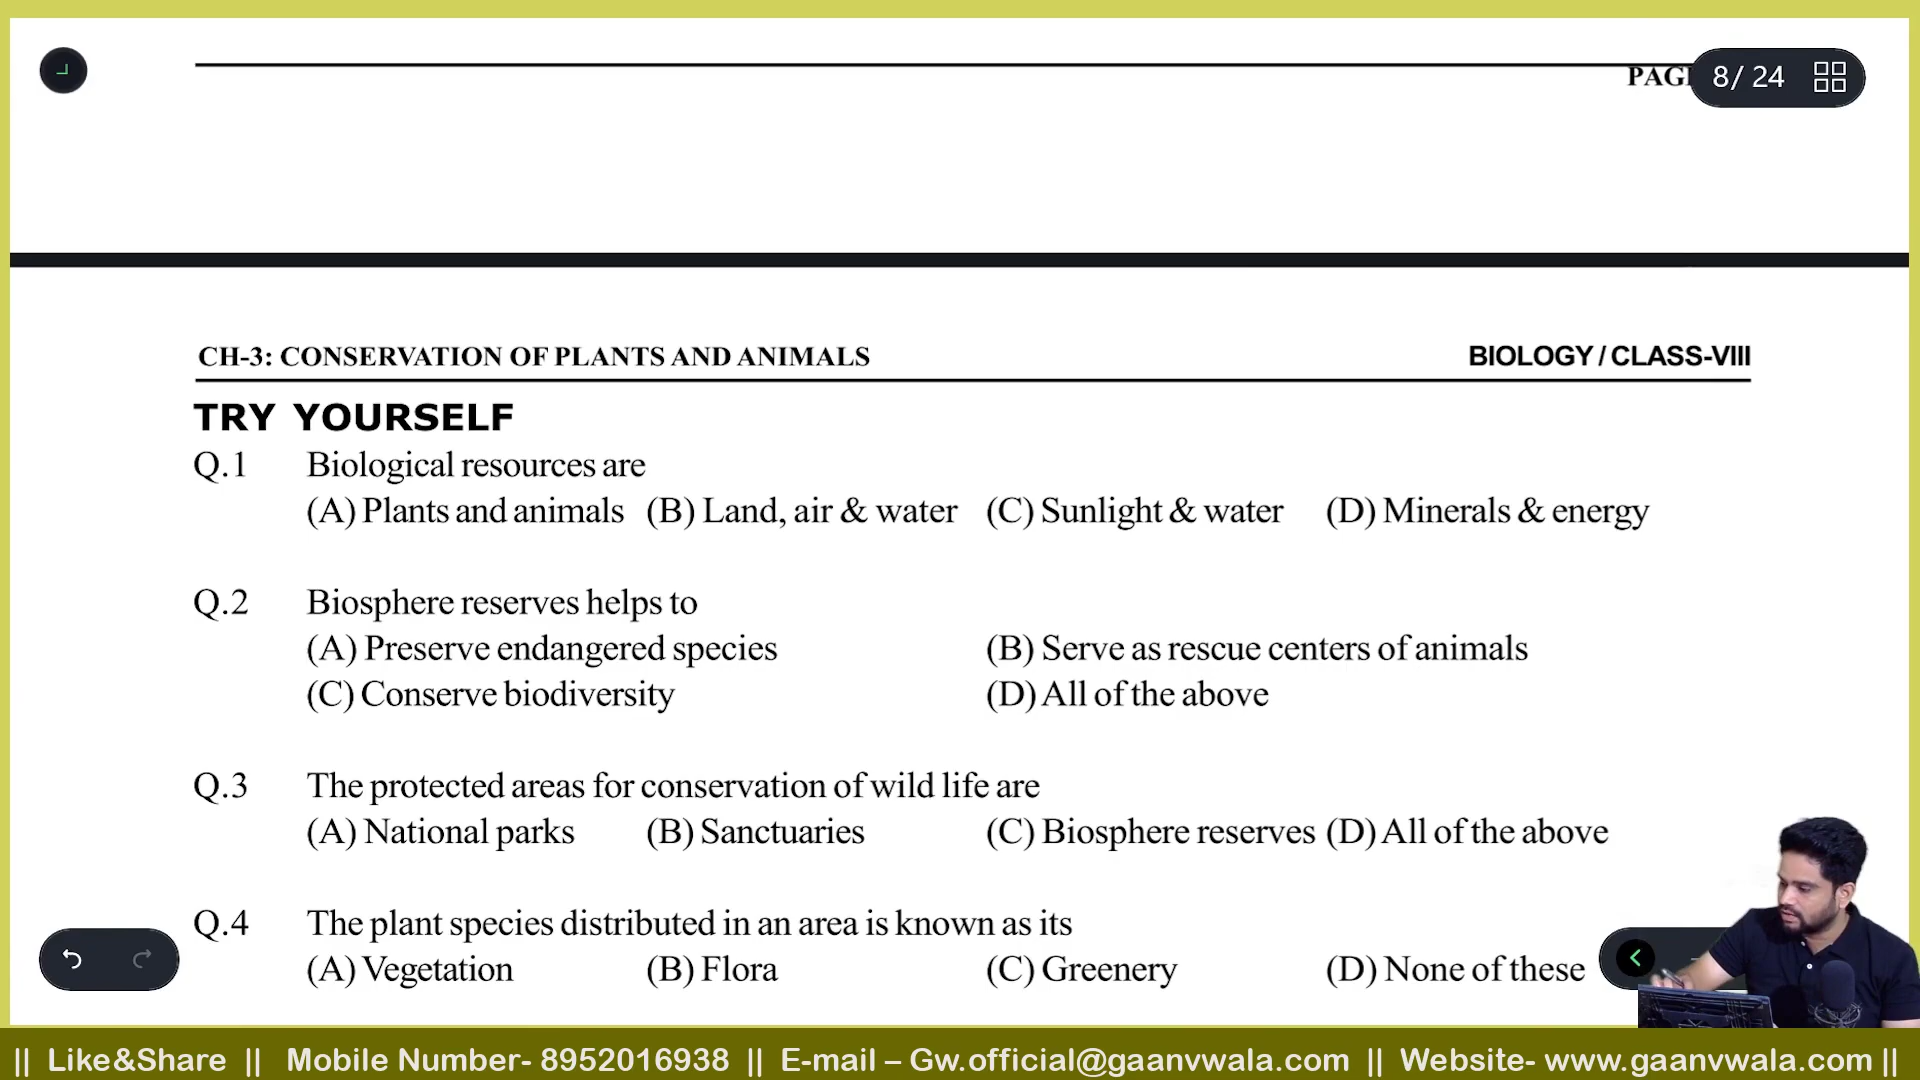 8/ 24
CH-3: CONSERVATION OF PLANTS AND ANIMALS BIOLOGY / CLASS-VIII
TRY YOURSELF
Q.1 Biological resources are
(A) Plants and animals (B) Land, air & water (C) Sunlight & water (D) Minerals & energy
Q.2 Biosphere reserves helps to
(A) Preserve endangered species (B) Serve as rescue centers of animals
(C) Conserve biodiversity (D) All of the above
Q.3 The protected areas for conservation of wild life are
(A) National parks (B) Sanctuaries (C) Biosphere reserves (D) All of the above
Q.4 The plant species distributed in an area is known as its
(A) Vegetation (B) Flora (C) Greenery (D) None of these
|| Like&Share || Mobile Number- 8952016938 || E-mail – Gw.official@gaanvwala.com || Website- www.gaanvwala.com ||